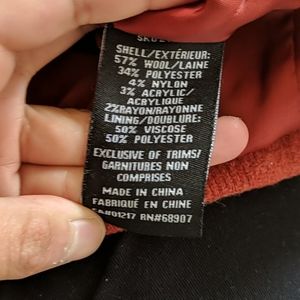 SHELL/EXTÉRIEUR:
57% WOOL/LAINE
34% POLYESTER
4% NYLON
3% ACRYLIC/
ACRYLIQUE
2%RAYON/RAYONNE
LINING/DOUBLURE:
50% VISCOSE
50% POLYESTER
EXCLUSIVE OF TRIMS/
GARNITURES NON
COMPRISES
MADE IN CHINA
FABRIQUÉ EN CHINE
RN#68907